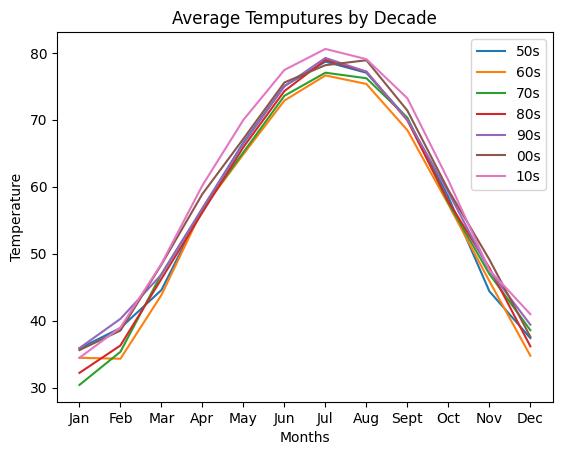 Average Temputures by Decade
50s
60s
70s
80s
90s
00s
10s
80
70
60
50
40
30
Temperature
Jan Feb Mar Apr May Jun Jul Aug Sept Oct Nov Dec
Months